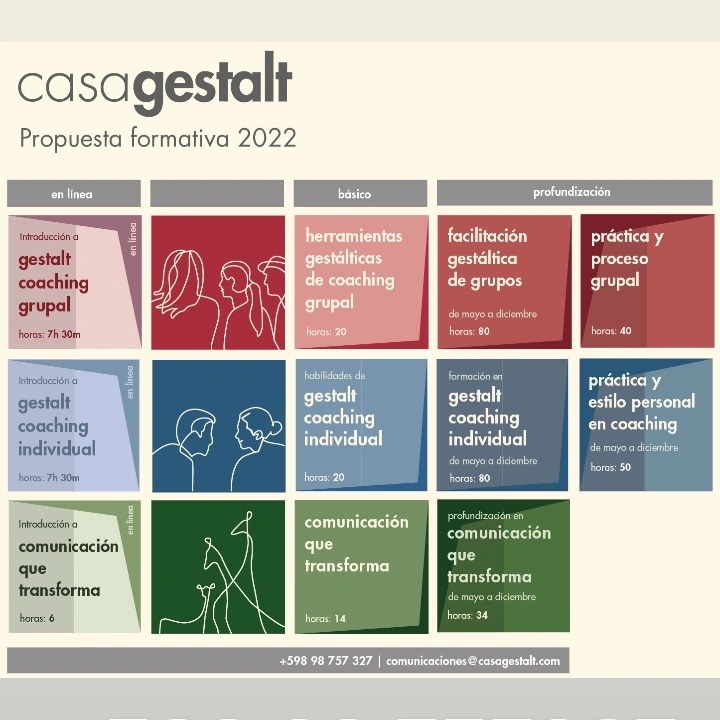 casagestalt
Propuesta formativa 2022
en línea
básico
profundización
Introducción a
gestalt
coaching
grupal
horas: 7h 30m
en línea
herramientas
gestálticas
de coaching
grupal
horas: 20
facilitación
gestáltica
de grupos
de mayo a diciembre
horas: 80
práctica y
proceso
grupal
horas: 40
Introducción a
gestalt
coaching
individual
horas: 7h 30m
en línea
habilidades de
gestalt
coaching
individual
horas: 20
formación en
gestalt
coaching
individual
de mayo a diciembre
horas: 80
práctica y
estilo personal
en coaching
de mayo a diciembre
horas: 50
Introducción a
comunicación
que
transforma
horas: 6
en línea
comunicación
que
transforma
horas: 14
profundización en
comunicación
que
transforma
de mayo a diciembre
horas: 34
+598 98 757 327 | comunicaciones@casagestalt.com